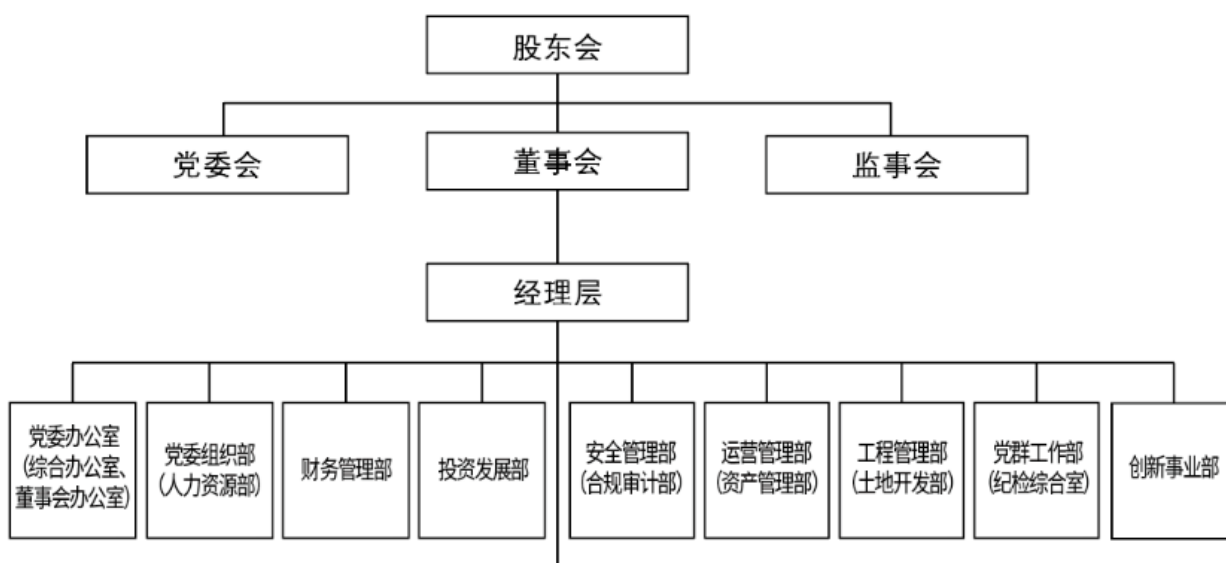 股东会
党委会
董事会
监事会
经理层
党委办公室
(综合办公室、
董事会办公室)
党委组织部
(人力资源部)
财务管理部
投资发展部
安全管理部
(合规审计部)
运营管理部
(资产管理部)
工程管理部
(土地开发部)
党群工作部
(纪检综合室)
创新事业部